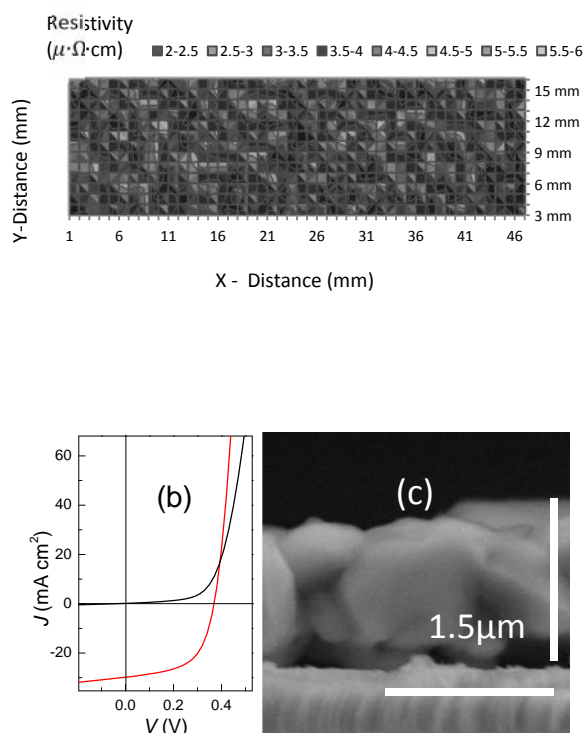 Resistivity
(μ·Ω·cm) 2-2.5 2.5-3 3-3.5 3.5-4 4-4.5 4.5-5 5-5.5 5.5-6
Y-Distance (mm)
15 mm
12 mm
9 mm
6 mm
3 mm
1 6 11 16 21 26 31 36 41 46
X - Distance (mm)
60
40
20
0
-20
J (mA cm²)
(b)
0.0 0.2 0.4
V (V)
(c)
1.5µm